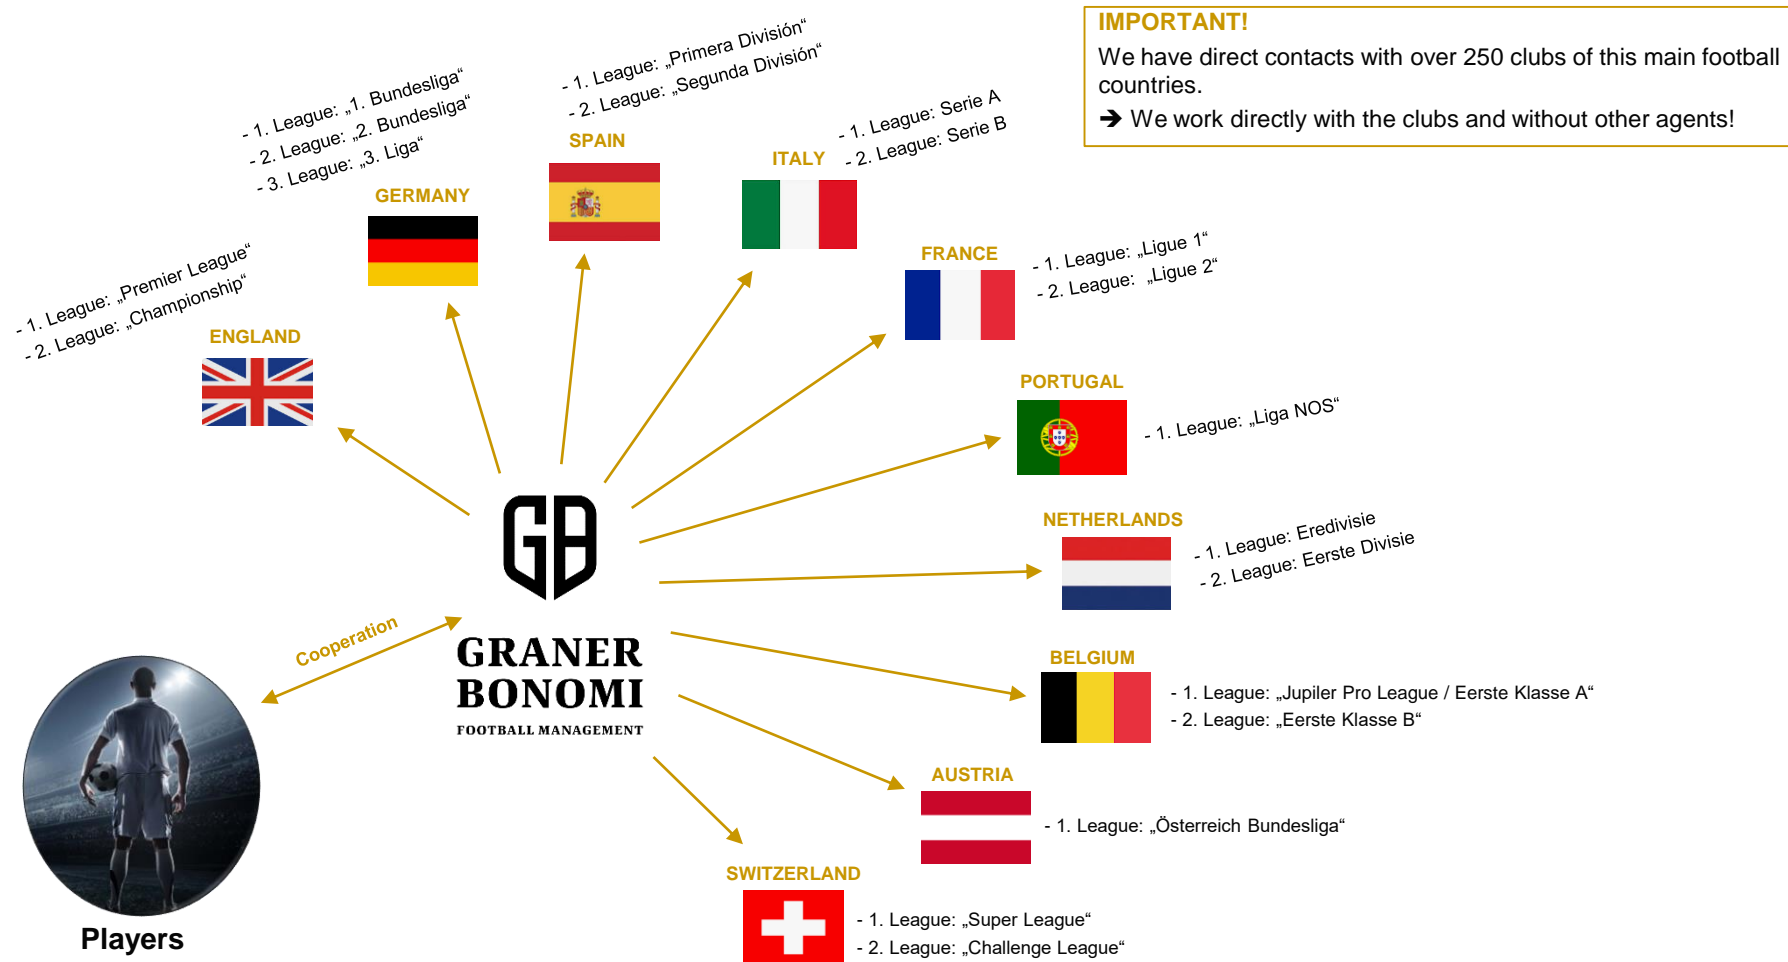 IMPORTANT!
We have direct contacts with over 250 clubs of this main football
countries.
➔ We work directly with the clubs and without other agents!
- 1. League: „Primera División“
- 2. League: „Segunda División“
SPAIN
- 1. League: „1. Bundesliga“
- 2. League: „2. Bundesliga“
- 3. League: „3. Liga“
GERMANY
- 1. League: Serie A
- 2. League: Serie B
ITALY
- 1. League: „Premier League“
- 2. League: „Championship“
ENGLAND
FRANCE
- 1. League: „Ligue 1“
- 2. League: „Ligue 2“
PORTUGAL
- 1. League: „Liga NOS“
NETHERLANDS
- 1. League: Eredivisie
- 2. League: Eerste Divisie
GB
GRANER
BONOMI
FOOTBALL MANAGEMENT
Cooperation
BELGIUM
- 1. League: „Jupiler Pro League / Eerste Klasse A“
- 2. League: „Eerste Klasse B“
AUSTRIA
- 1. League: „Österreich Bundesliga“
SWITZERLAND
- 1. League: „Super League“
- 2. League: „Challenge League“
Players